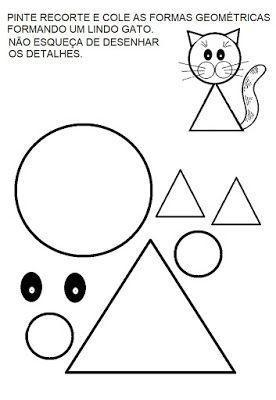 PINTE RECORTE E COLE AS FORMAS GEOMÉTRICAS
FORMANDO UM LINDO GATO.
NÃO ESQUEÇA DE DESENHAR
OS DETALHES.